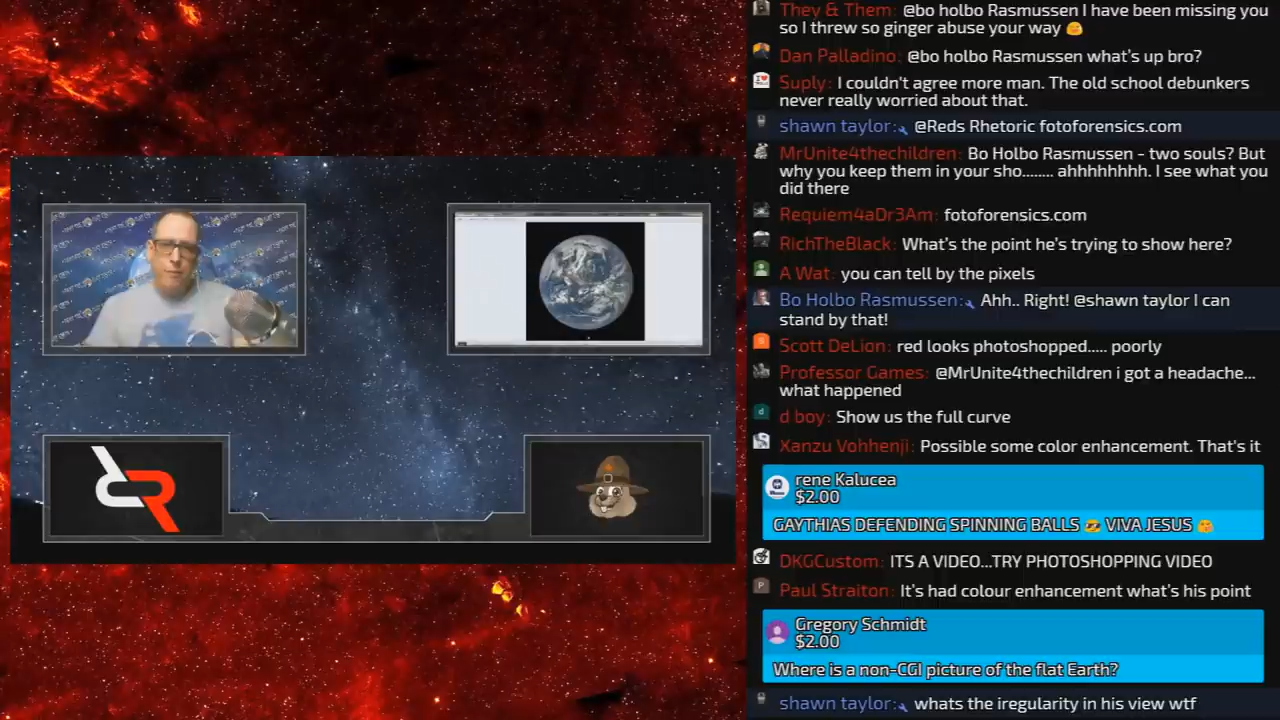 They & Them: @bo holbo Rasmussen I have been missing you
so I threw so ginger abuse your way
Dan Palladino: @bo holbo Rasmussen what's up bro?
Suply: I couldn't agree more man. The old school debunkers
never really worried about that.
shawn taylor: @Reds Rhetoric fotoforensics.com
MrUnite4thechildren: Bo Holbo Rasmussen - two souls? But
why you keep them in your sho........ ahhhhhhhh. I see what you
did there
Requiem4aDr3Am: fotoforensics.com
RichTheBlack: What's the point he's trying to show here?
A Wat: you can tell by the pixels
Bo Holbo Rasmussen: Ahh.. Right! @shawn taylor I can
stand by that!
Scott DeLion: red looks photoshopped..... poorly
Professor Games: @MrUnite4thechildren i got a headache...
what happened
d boy: Show us the full curve
Xanzu Vohhenji: Possible some color enhancement. That's it
rene Kalucea
$2.00
GAYTHIAS DEFENDING SPINNING BALLS VIVA JESUS
DKGCustom: ITS A VIDEO...TRY PHOTOSHOPPING VIDEO
Paul Straiton: It's had colour enhancement what's his point
Gregory Schmidt
$2.00
Where is a non-CGI picture of the flat Earth?
shawn taylor: whats the iregularity in his view wtf